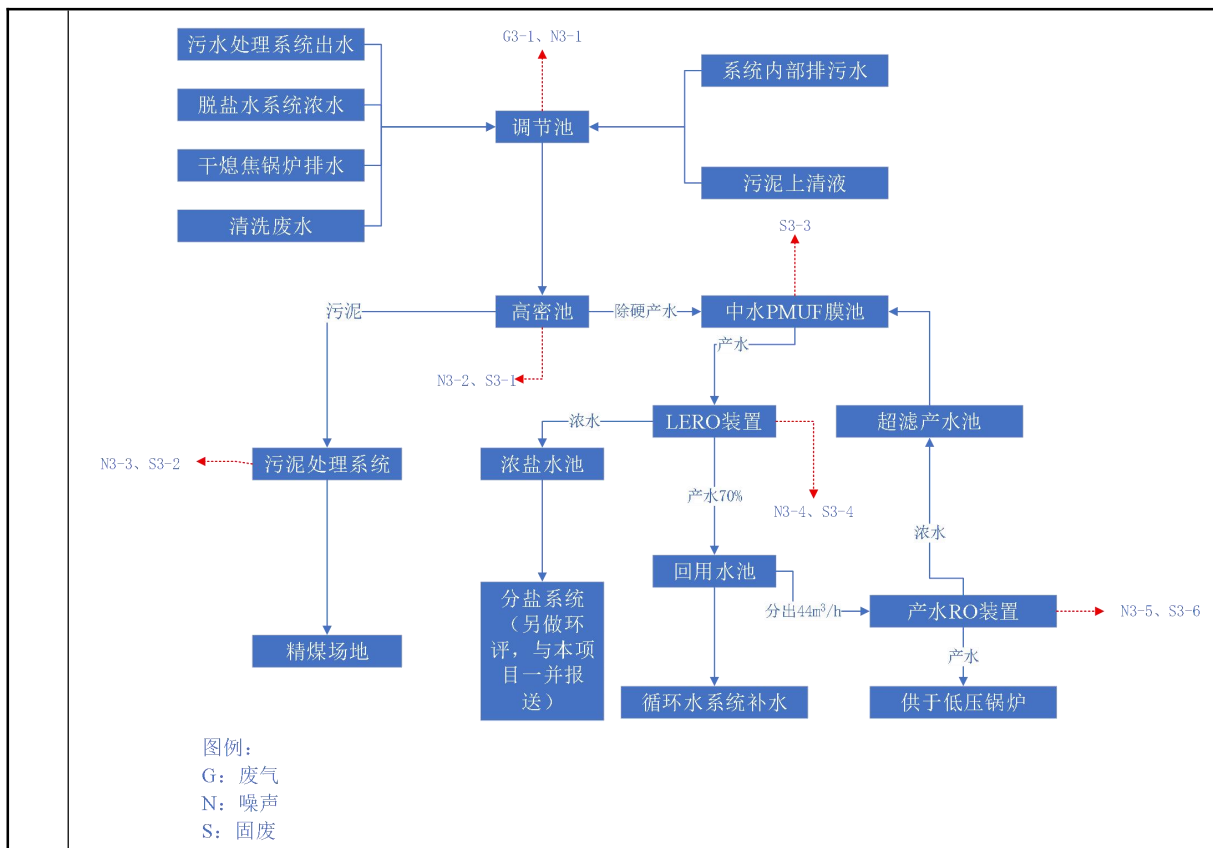 G3-1、N3-1
污水处理系统出水
系统内部排污水
脱盐水系统浓水
调节池
干熄焦锅炉排水
污泥上清液
清洗废水
S3-3
污泥
高密池
除硬产水
中水PMUF膜池
产水
N3-2、S3-1
浓水
LERO装置
超滤产水池
N3-3、S3-2
污泥处理系统
浓盐水池
产水70%
N3-4、S3-4
浓水
回用水池
分盐系统
（另做环
评，与本项
目一并报
送）
分出44m³/h
产水RO装置
N3-5、S3-6
精煤场地
产水
循环水系统补水
供于低压锅炉
图例：
G：废气
N：噪声
S：固废